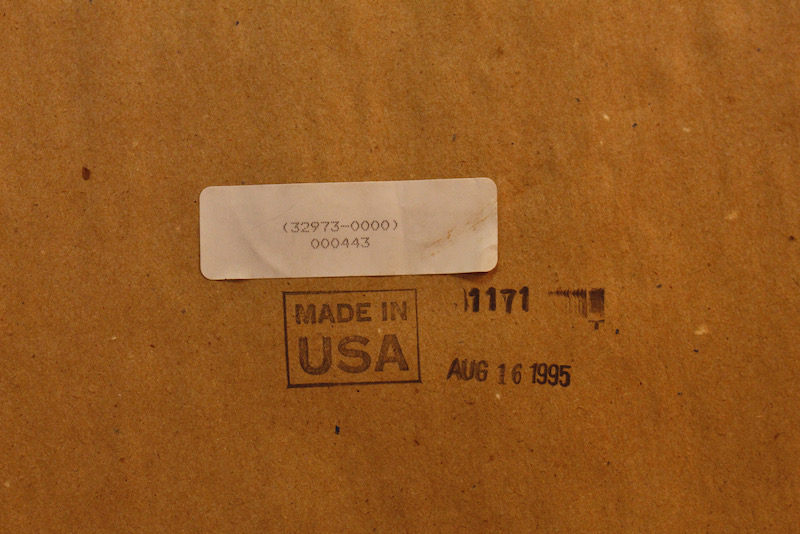 (32973-0000)
000443
MADE IN
USA
1171
AUG 16 1995